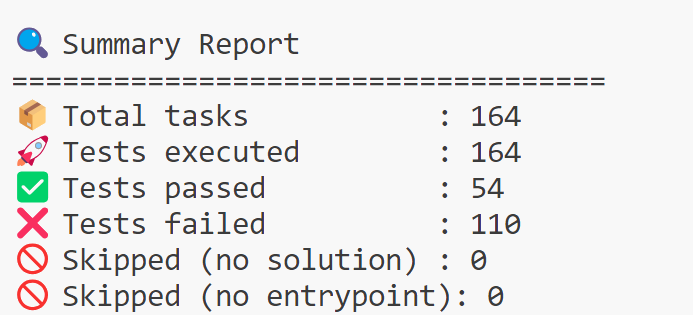 🔍 Summary Report
===================================
📦 Total tasks           : 164
🚀 Tests executed        : 164
✅ Tests passed          : 54
❌ Tests failed          : 110
🚫 Skipped (no solution) : 0
🚫 Skipped (no entrypoint): 0